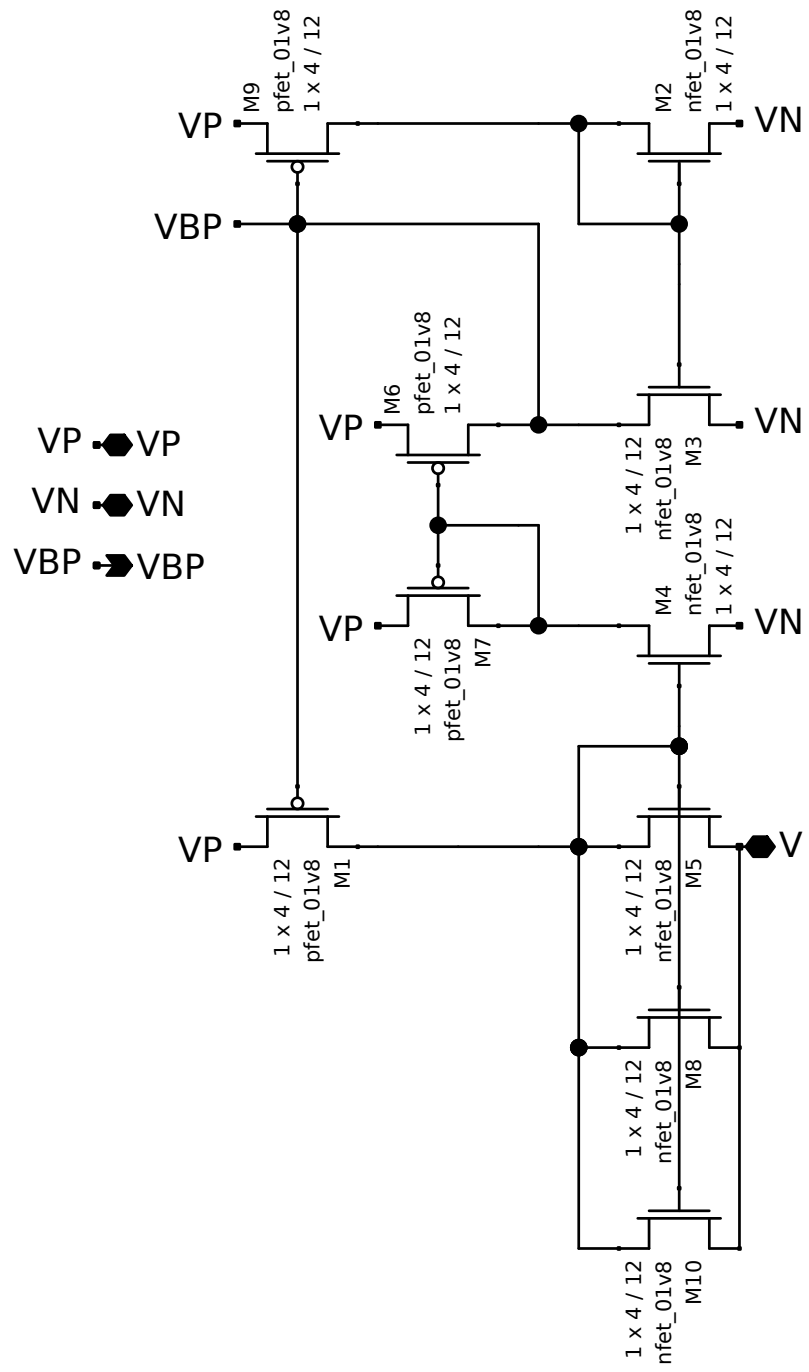 M9
pfet_01v8
1 x 4 / 12
M2
nfet_01v8
1 x 4 / 12
VP
VN
VBP
M6
pfet_01v8
1 x 4 / 12
VP
1 x 4 / 12
nfet_01v8
M3
VN
VP VP
VN VN
VBP VBP
M4
nfet_01v8
1 x 4 / 12
VP
VN
1 x 4 / 12
pfet_01v8
M7
VP
V
1 x 4 / 12
pfet_01v8
M1
1 x 4 / 12
nfet_01v8
M5
1 x 4 / 12
nfet_01v8
M8
1 x 4 / 12
nfet_01v8
M10